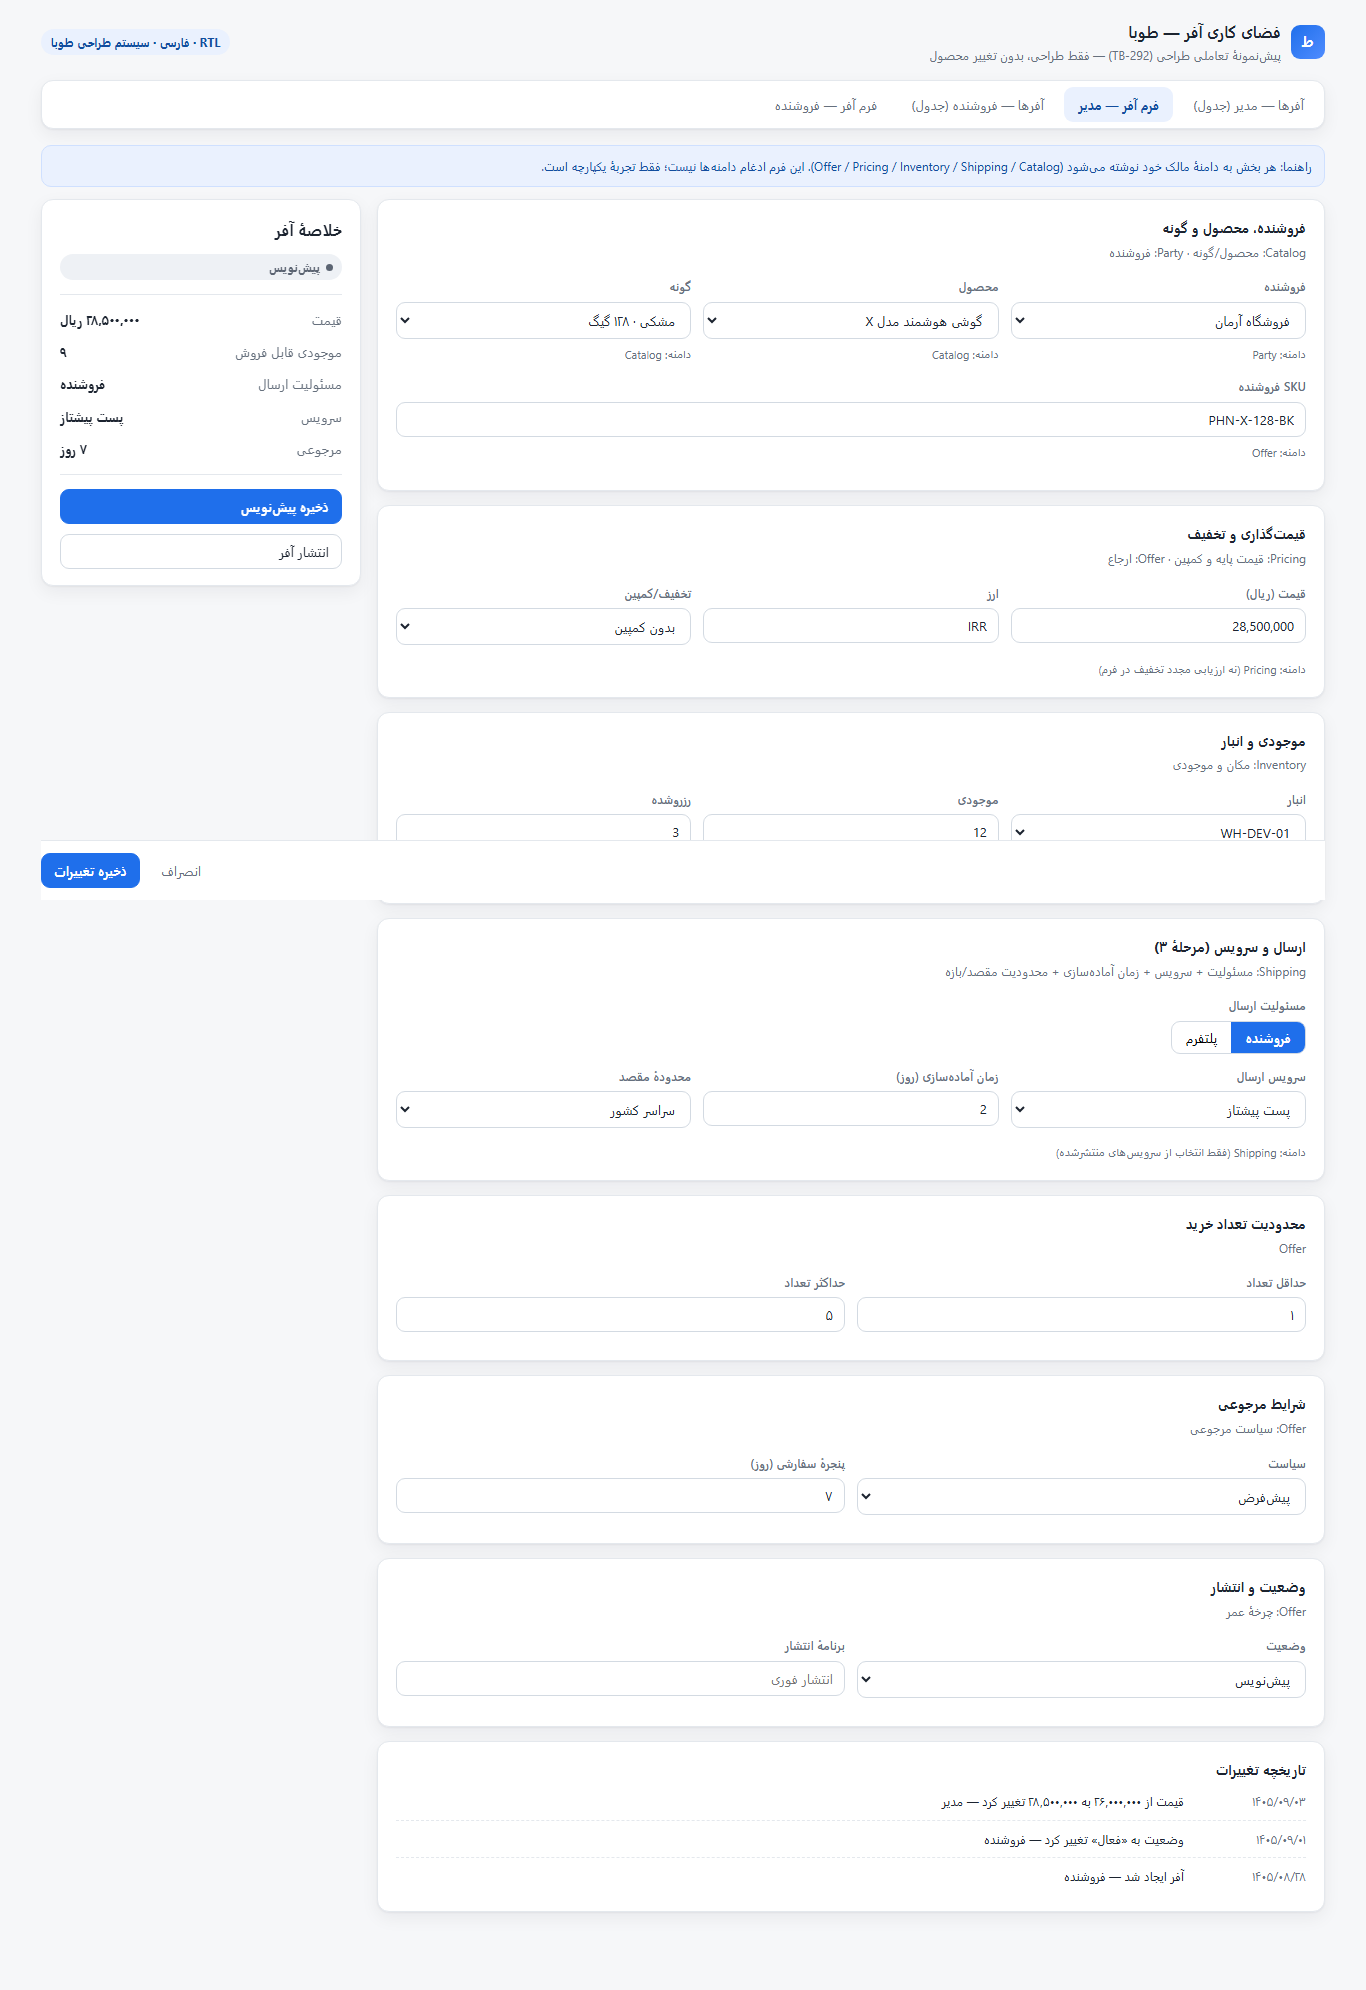 ط
فضای کاری آفر — طوبا
پیش‌نمونهٔ تعاملی طراحی (TB-292) — فقط طراحی، بدون تغییر محصول
RTL · فارسی · سیستم طراحی طوبا
آفرها — مدیر (جدول)
فرم آفر — مدیر
آفرها — فروشنده (جدول)
فرم آفر — فروشنده
راهنما: هر بخش به دامنهٔ مالک خود نوشته می‌شود (Offer / Pricing / Inventory / Shipping / Catalog). این فرم ادغام دامنه‌ها نیست؛ فقط تجربهٔ یکپارچه است.
فروشنده، محصول و گونه
Catalog: محصول/گونه · Party: فروشنده
فروشنده
محصول
گونه
فروشگاه آرمان
گوشی هوشمند مدل X
مشکی · ۱۲۸ گیگ
دامنه: Party
دامنه: Catalog
دامنه: Catalog
SKU فروشنده
PHN-X-128-BK
دامنه: Offer
قیمت‌گذاری و تخفیف
Pricing: قیمت پایه و کمپین · Offer: ارجاع
قیمت (ریال)
ارز
تخفیف/کمپین
28,500,000
IRR
بدون کمپین
دامنه: Pricing (نه ارزیابی مجدد تخفیف در فرم)
موجودی و انبار
Inventory: مکان و موجودی
انبار
موجودی
رزروشده
WH-DEV-01
12
3
ارسال و سرویس (مرحلهٔ ۳)
Shipping: مسئولیت + سرویس + زمان آماده‌سازی + محدودیت مقصد/بازه
مسئولیت ارسال
فروشنده
پلتفرم
سرویس ارسال
زمان آماده‌سازی (روز)
محدودهٔ مقصد
پست پیشتاز
2
سراسر کشور
دامنه: Shipping (فقط انتخاب از سرویس‌های منتشرشده)
محدودیت تعداد خرید
Offer
حداقل تعداد
حداکثر تعداد
۱
۵
شرایط مرجوعی
Offer: سیاست مرجوعی
سیاست
پنجرهٔ سفارشی (روز)
پیش‌فرض
۷
وضعیت و انتشار
Offer: چرخهٔ عمر
وضعیت
برنامهٔ انتشار
پیش‌نویس
انتشار فوری
تاریخچه تغییرات
۱۴۰۵/۰۹/۰۳
قیمت از ۲۶,۰۰۰,۰۰۰ به ۲۸,۵۰۰,۰۰۰ تغییر کرد — مدیر
۱۴۰۵/۰۹/۰۱
وضعیت به «فعال» تغییر کرد — فروشنده
۱۴۰۵/۰۸/۲۸
آفر ایجاد شد — فروشنده
خلاصهٔ آفر
پیش‌نویس
قیمت
۲۸,۵۰۰,۰۰۰ ریال
موجودی قابل فروش
۹
مسئولیت ارسال
فروشنده
سرویس
پست پیشتاز
مرجوعی
۷ روز
ذخیره پیش‌نویس
انتشار آفر
انصراف
ذخیره تغییرات